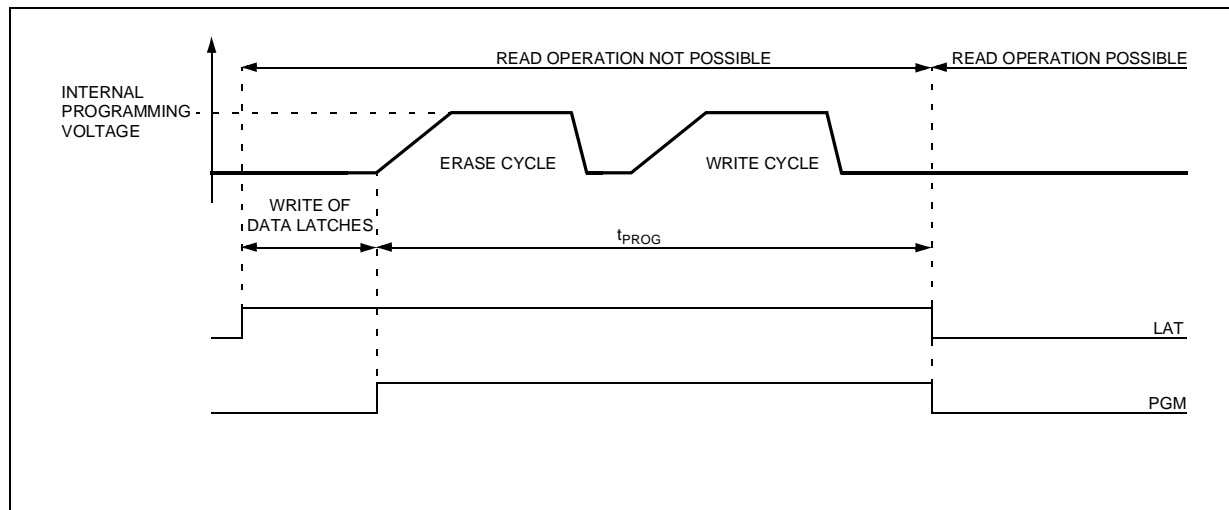 READ OPERATION NOT POSSIBLE
READ OPERATION POSSIBLE
INTERNAL
PROGRAMMING
VOLTAGE
ERASE CYCLE
WRITE CYCLE
WRITE OF
DATA LATCHES
tPROG
LAT
PGM